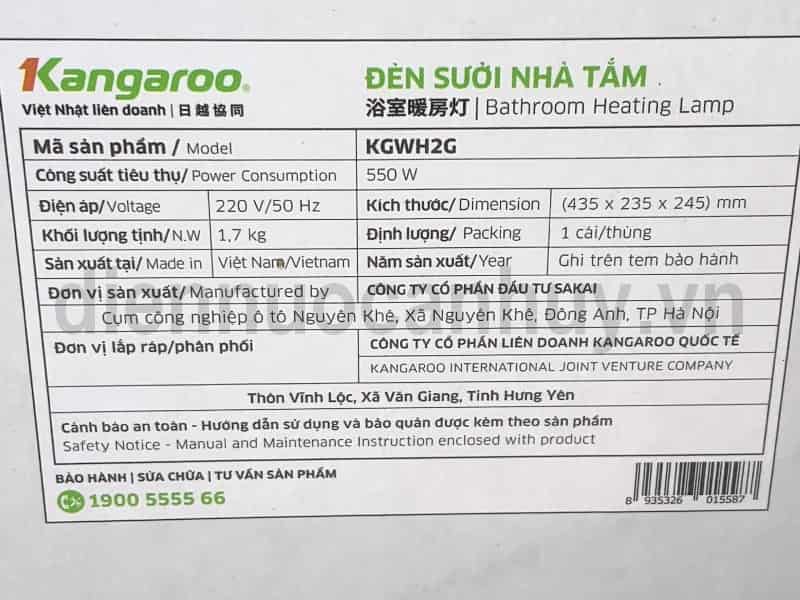 Kangaroo
ĐÈN SƯỞI NHÀ TẮM
Việt Nhật liên doanh | 日越協同
浴室暖房灯 | Bathroom Heating Lamp
Mã sản phẩm / Model KGWH2G
Công suất tiêu thụ/ Power Consumption 550 W
Điện áp/Voltage 220 V/50 Hz Kích thước/ Dimension (435 x 235 x 245) mm
Khối lượng tịnh/N.W 1,7 kg Định lượng/ Packing 1 cái/thùng
Sản xuất tại/ Made in Việt Nam/Vietnam Năm sản xuất/ Year Ghi trên tem bảo hành
Đơn vị sản xuất/ Manufactured by CÔNG TY CỔ PHẦN ĐẦU TƯ SAKAI
Cụm công nghiệp ô tô Nguyên Khê, Xã Nguyên Khê, Đông Anh, TP Hà Nội
diennuocanhuy.vn
Đơn vị lắp ráp/phân phối CÔNG TY CỔ PHẦN LIÊN DOANH KANGAROO QUỐC TẾ
KANGAROO INTERNATIONAL JOINT VENTURE COMPANY
Thôn Vĩnh Lộc, Xã Văn Giang, Tỉnh Hưng Yên
Cảnh báo an toàn - Hướng dẫn sử dụng và bảo quản được kèm theo sản phẩm
Safety Notice - Manual and Maintenance Instruction enclosed with product
BẢO HÀNH | SỬA CHỮA | TƯ VẤN SẢN PHẨM
1900 5555 66
8 935326 015587